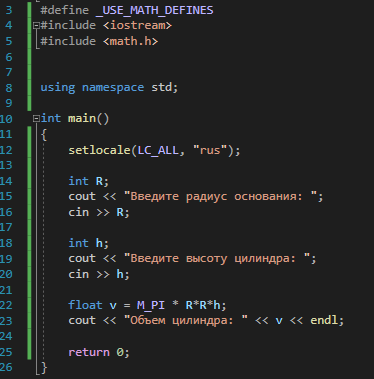 3 #define _USE_MATH_DEFINES
4 #include <iostream>
5 #include <math.h>
6
7
8 using namespace std;
9
10 int main()
11 {
12 setlocale(LC_ALL, "rus");
13
14 int R;
15 cout << "Введите радиус основания: ";
16 cin >> R;
17
18 int h;
19 cout << "Введите высоту цилиндра: ";
20 cin >> h;
21
22 float v = M_PI * R*R*h;
23 cout << "Объем цилиндра: " << v << endl;
24
25 return 0;
26 }